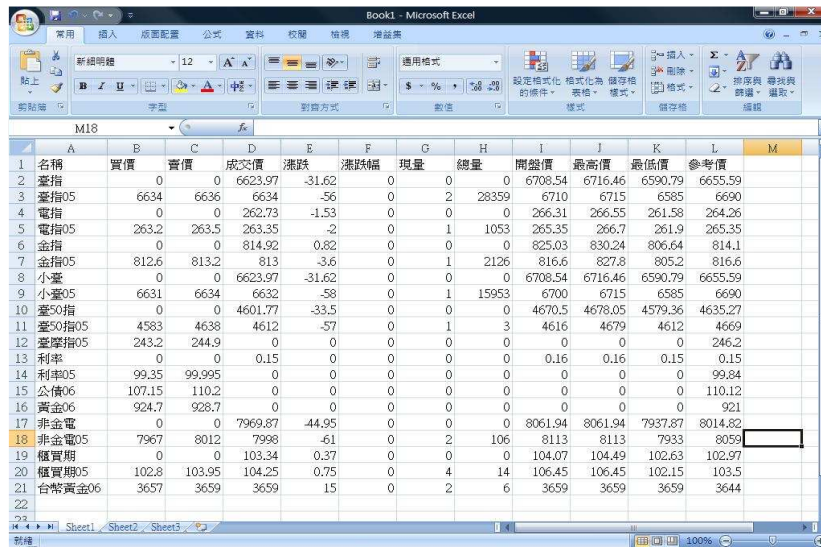 Book1 - Microsoft Excel
常用 插入 版面配置 公式 資料 校閱 檢視 增益集
新細明體 12 A A 通用格式 插入 Σ
貼上 B I U A 中 $ % , 設定格式化的條件 格式化為表格 儲存格樣式 刪除 格式 排序與篩選 尋找與選取
剪貼簿 字型 對齊方式 數值 樣式 儲存格 編輯
M18 fx
A B C D E F G H I J K L M
1 名稱 買價 賣價 成交價 漲跌 漲跌幅 現量 總量 開盤價 最高價 最低價 參考價
2 臺指 0 0 6623.97 -31.62 0 0 0 6708.54 6716.46 6590.79 6655.59
3 臺指05 6634 6636 6634 -56 0 2 28359 6710 6715 6585 6690
4 電指 0 0 262.73 -1.53 0 0 0 266.31 266.55 261.58 264.26
5 電指05 263.2 263.5 263.35 -2 0 1 1053 265.35 266.7 261.9 265.35
6 金指 0 0 814.92 0.82 0 0 0 825.03 830.24 806.64 814.1
7 金指05 812.6 813.2 813 -3.6 0 1 2126 816.6 827.8 805.2 816.6
8 小臺 0 0 6623.97 -31.62 0 0 0 6708.54 6716.46 6590.79 6655.59
9 小臺05 6631 6634 6632 -58 0 1 15953 6700 6715 6585 6690
10 臺50指 0 0 4601.77 -33.5 0 0 0 4670.5 4678.05 4579.36 4635.27
11 臺50指05 4583 4638 4612 -57 0 1 3 4616 4679 4612 4669
12 臺摩指05 243.2 244.9 0 0 0 0 0 0 0 0 246.2
13 利率 0 0 0.15 0 0 0 0 0.16 0.16 0.15 0.15
14 利率05 99.35 99.995 0 0 0 0 0 0 0 0 99.84
15 公債06 107.15 110.2 0 0 0 0 0 0 0 0 110.12
16 黃金06 924.7 928.7 0 0 0 0 0 0 0 0 921
17 非金電 0 0 7969.87 -44.95 0 0 0 8061.94 8061.94 7937.87 8014.82
18 非金電05 7967 8012 7998 -61 0 2 106 8113 8113 7933 8059
19 櫃買期 0 0 103.34 0.37 0 0 0 104.07 104.49 102.63 102.97
20 櫃買期05 102.8 103.95 104.25 0.75 0 4 14 106.45 106.45 102.15 103.5
21 台幣黃金06 3657 3659 3659 15 0 2 6 3659 3659 3659 3644
22
23
Sheet1 Sheet2 Sheet3
就緒 100%